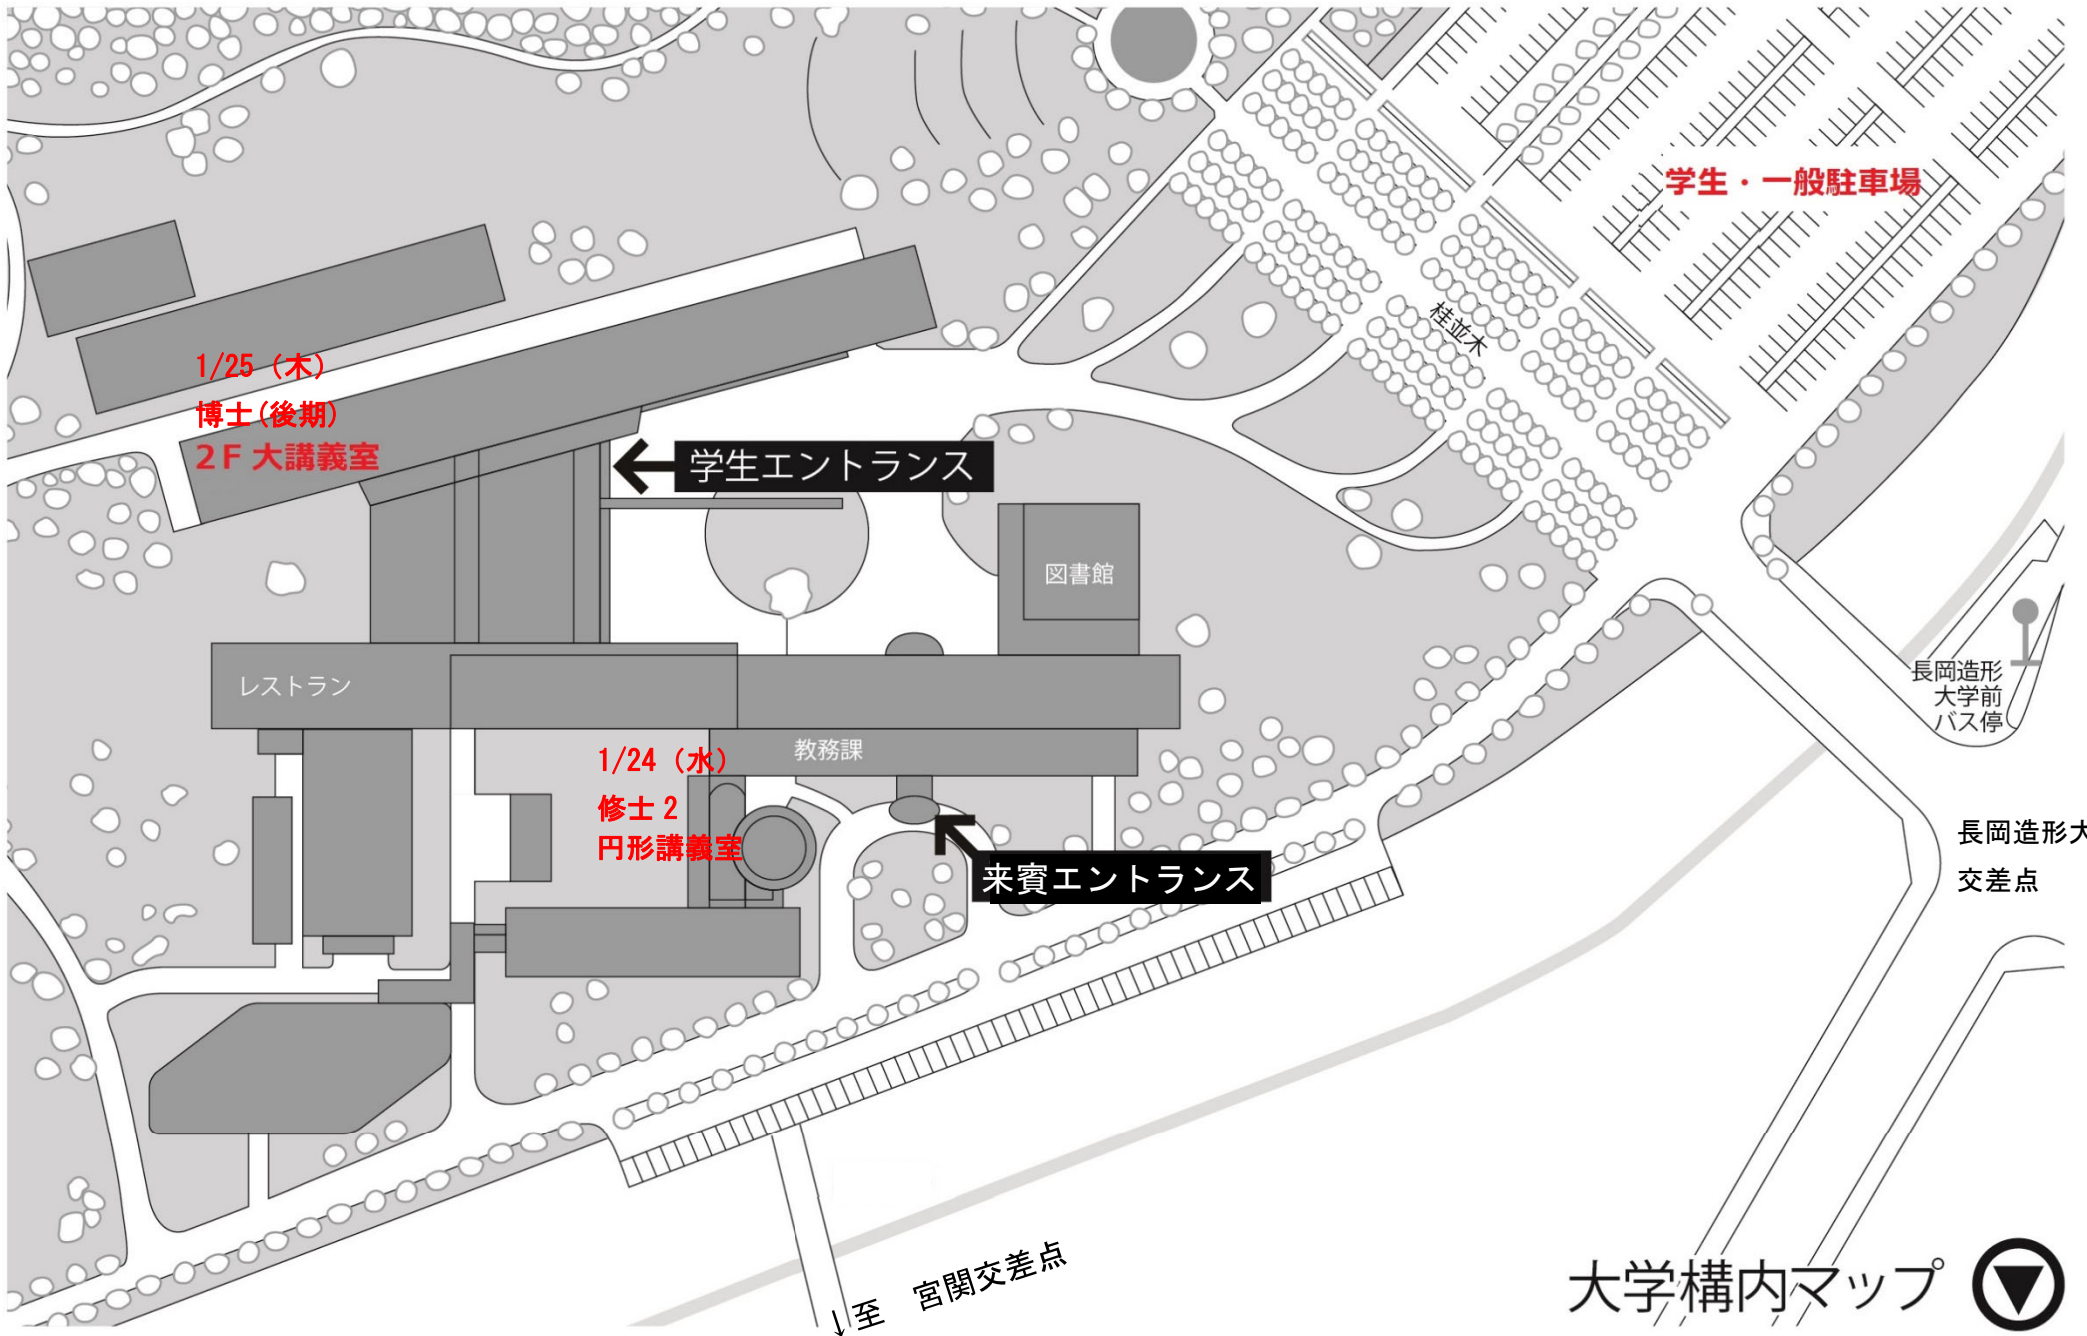 学生・一般駐車場
桂並木
1/25（木）
博士(後期)
2F 大講義室
学生エントランス
図書館
長岡造形
大学前
バス停
レストラン
教務課
1/24（水）
修士 2
円形講義室
来賓エントランス
長岡造形大
交差点
↓至　宮関交差点
大学構内マップ